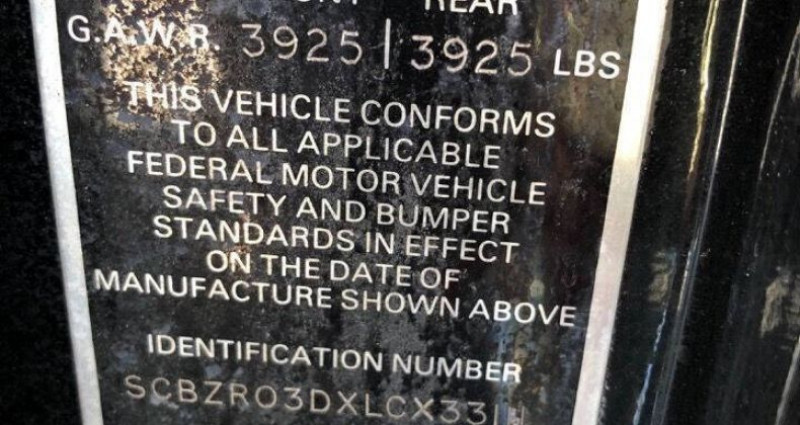 REAR
G.A.W.R. 3925 | 3925 LBS
THIS VEHICLE CONFORMS
TO ALL APPLICABLE
FEDERAL MOTOR VEHICLE
SAFETY AND BUMPER
STANDARDS IN EFFECT
ON THE DATE OF
MANUFACTURE SHOWN ABOVE
IDENTIFICATION NUMBER